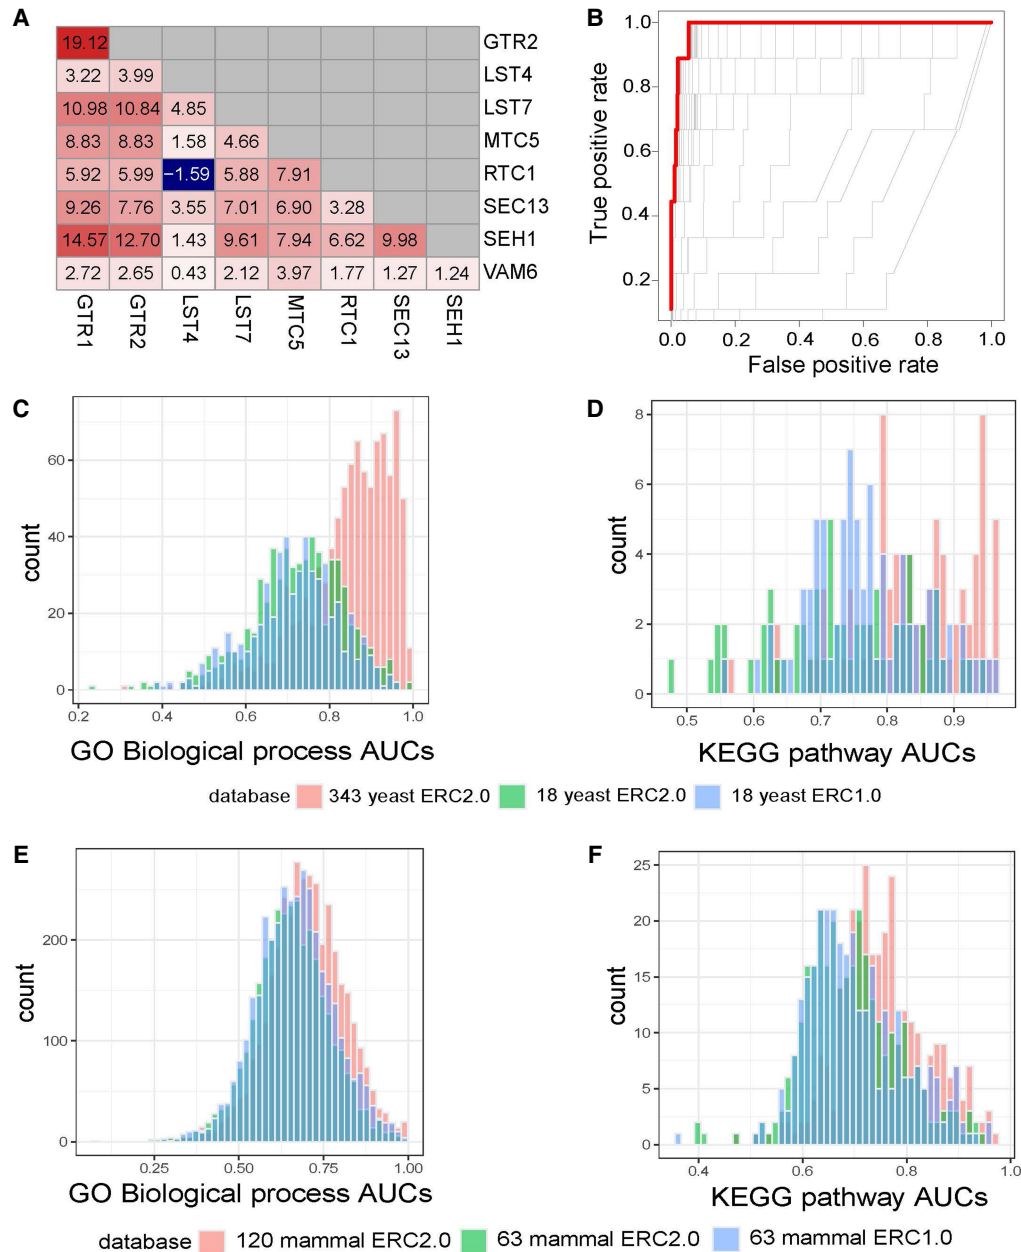 A
19.12 GTR2
3.22 3.99 LST4
10.98 10.84 4.85 LST7
8.83 8.83 1.58 4.66 MTC5
5.92 5.99 −1.59 5.88 7.91 RTC1
9.26 7.76 3.55 7.01 6.90 3.28 SEC13
14.57 12.70 1.43 9.61 7.94 6.62 9.98 SEH1
2.72 2.65 0.43 2.12 3.97 1.77 1.27 1.24 VAM6
GTR1 GTR2 LST4 LST7 MTC5 RTC1 SEC13 SEH1
B
True positive rate
1.0
0.8
0.6
0.4
0.2
0.0 0.2 0.4 0.6 0.8 1.0
False positive rate
C
count
60
40
20
0
0.2 0.4 0.6 0.8 1.0
GO Biological process AUCs
D
count
8
6
4
2
0
0.5 0.6 0.7 0.8 0.9
KEGG pathway AUCs
database 343 yeast ERC2.0 18 yeast ERC2.0 18 yeast ERC1.0
E
count
200
100
0
0.25 0.50 0.75 1.00
GO Biological process AUCs
F
count
25
20
15
10
5
0
0.4 0.6 0.8 1.0
KEGG pathway AUCs
database 120 mammal ERC2.0 63 mammal ERC2.0 63 mammal ERC1.0